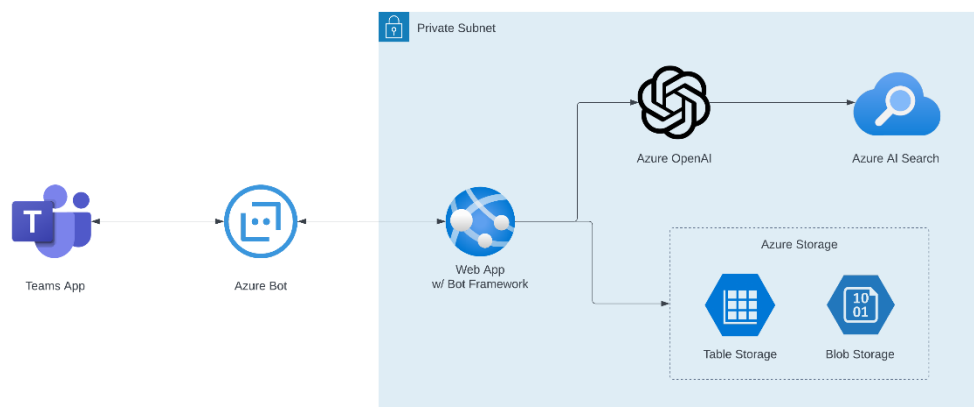 Private Subnet
Azure OpenAI
Azure AI Search
T
Teams App
Azure Bot
Web App
w/ Bot Framework
Azure Storage
10
01
Table Storage
Blob Storage